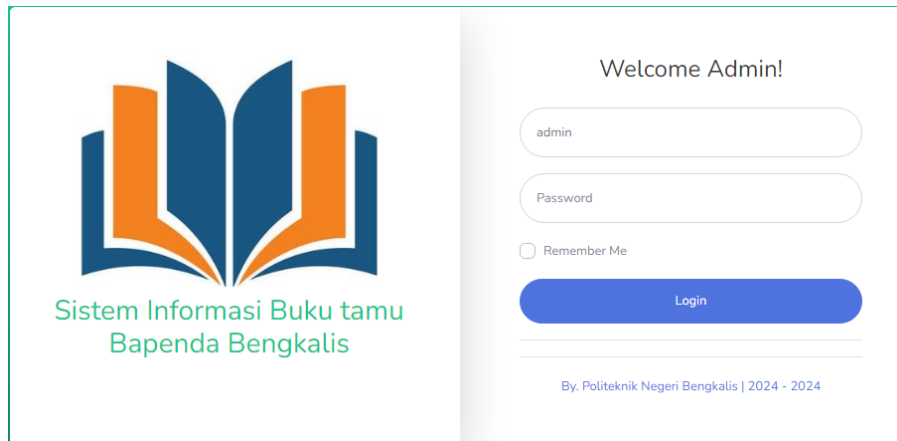 Sistem Informasi Buku tamu
Bapenda Bengkalis
Welcome Admin!
admin
Password
Remember Me
Login
By. Politeknik Negeri Bengkalis | 2024 - 2024